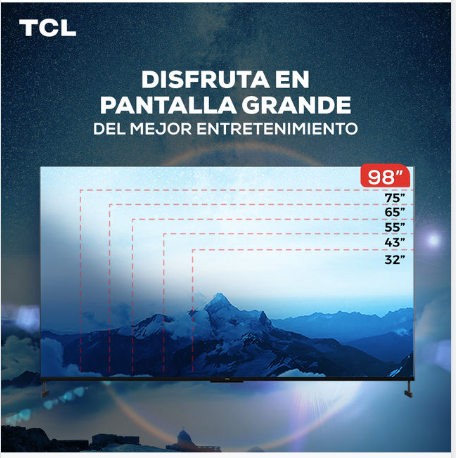 TCL
DISFRUTA EN
PANTALLA GRANDE
DEL MEJOR ENTRETENIMIENTO
98”
75”
65”
55”
43”
32”